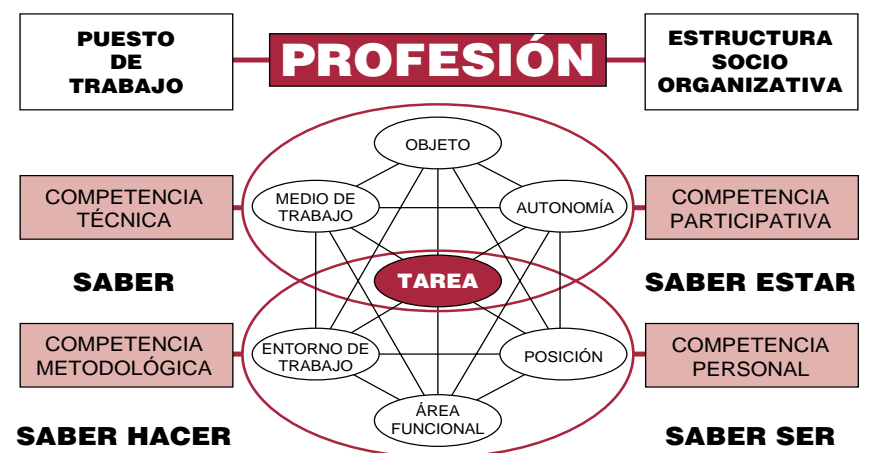 PUESTO
DE
TRABAJO
PROFESIÓN
ESTRUCTURA
SOCIO
ORGANIZATIVA
OBJETO
COMPETENCIA
TÉCNICA
MEDIO DE
TRABAJO
AUTONOMÍA
COMPETENCIA
PARTICIPATIVA
SABER
TAREA
SABER ESTAR
COMPETENCIA
METODOLÓGICA
ENTORNO DE
TRABAJO
POSICIÓN
COMPETENCIA
PERSONAL
ÁREA
FUNCIONAL
SABER HACER
SABER SER